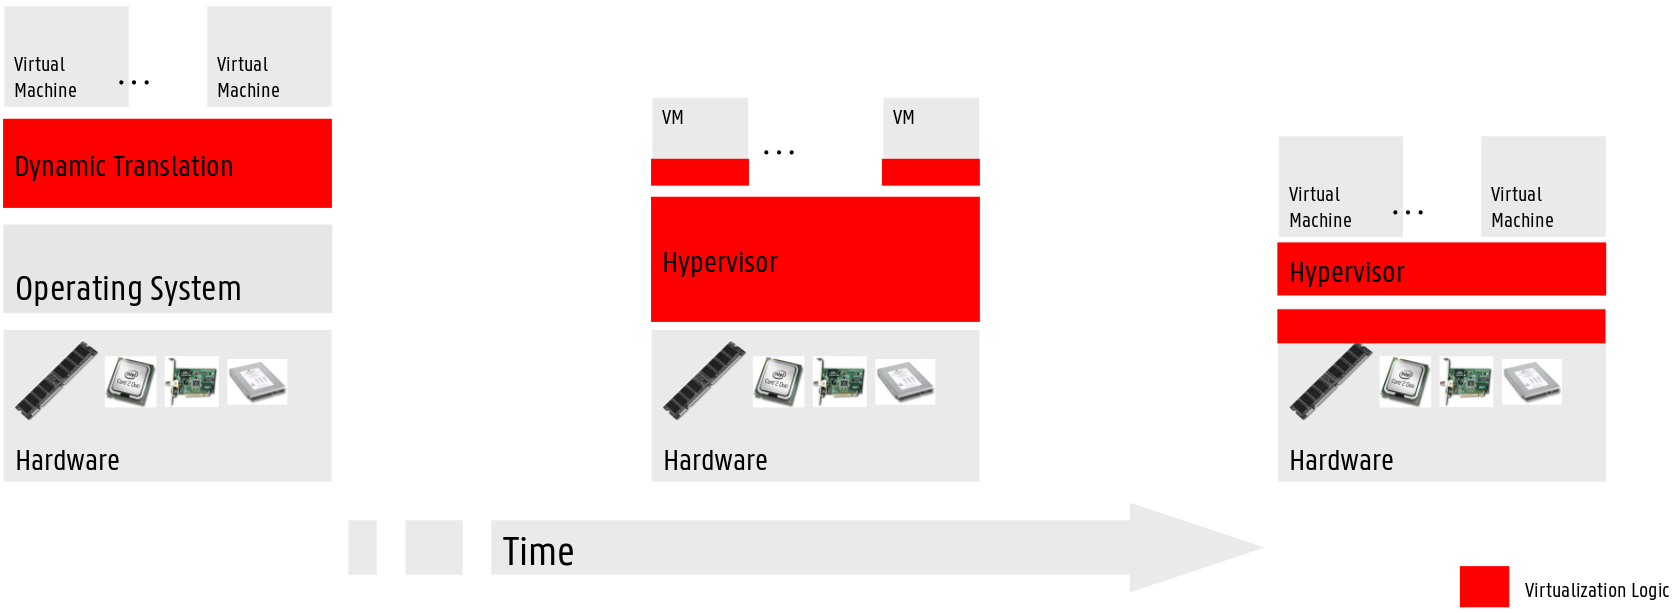 Virtual
Machine
...
Virtual
Machine
Dynamic Translation
Operating System
Hardware
VM
...
VM
Hypervisor
Hardware
Virtual
Machine
...
Virtual
Machine
Hypervisor
Hardware
Time
Virtualization Logic